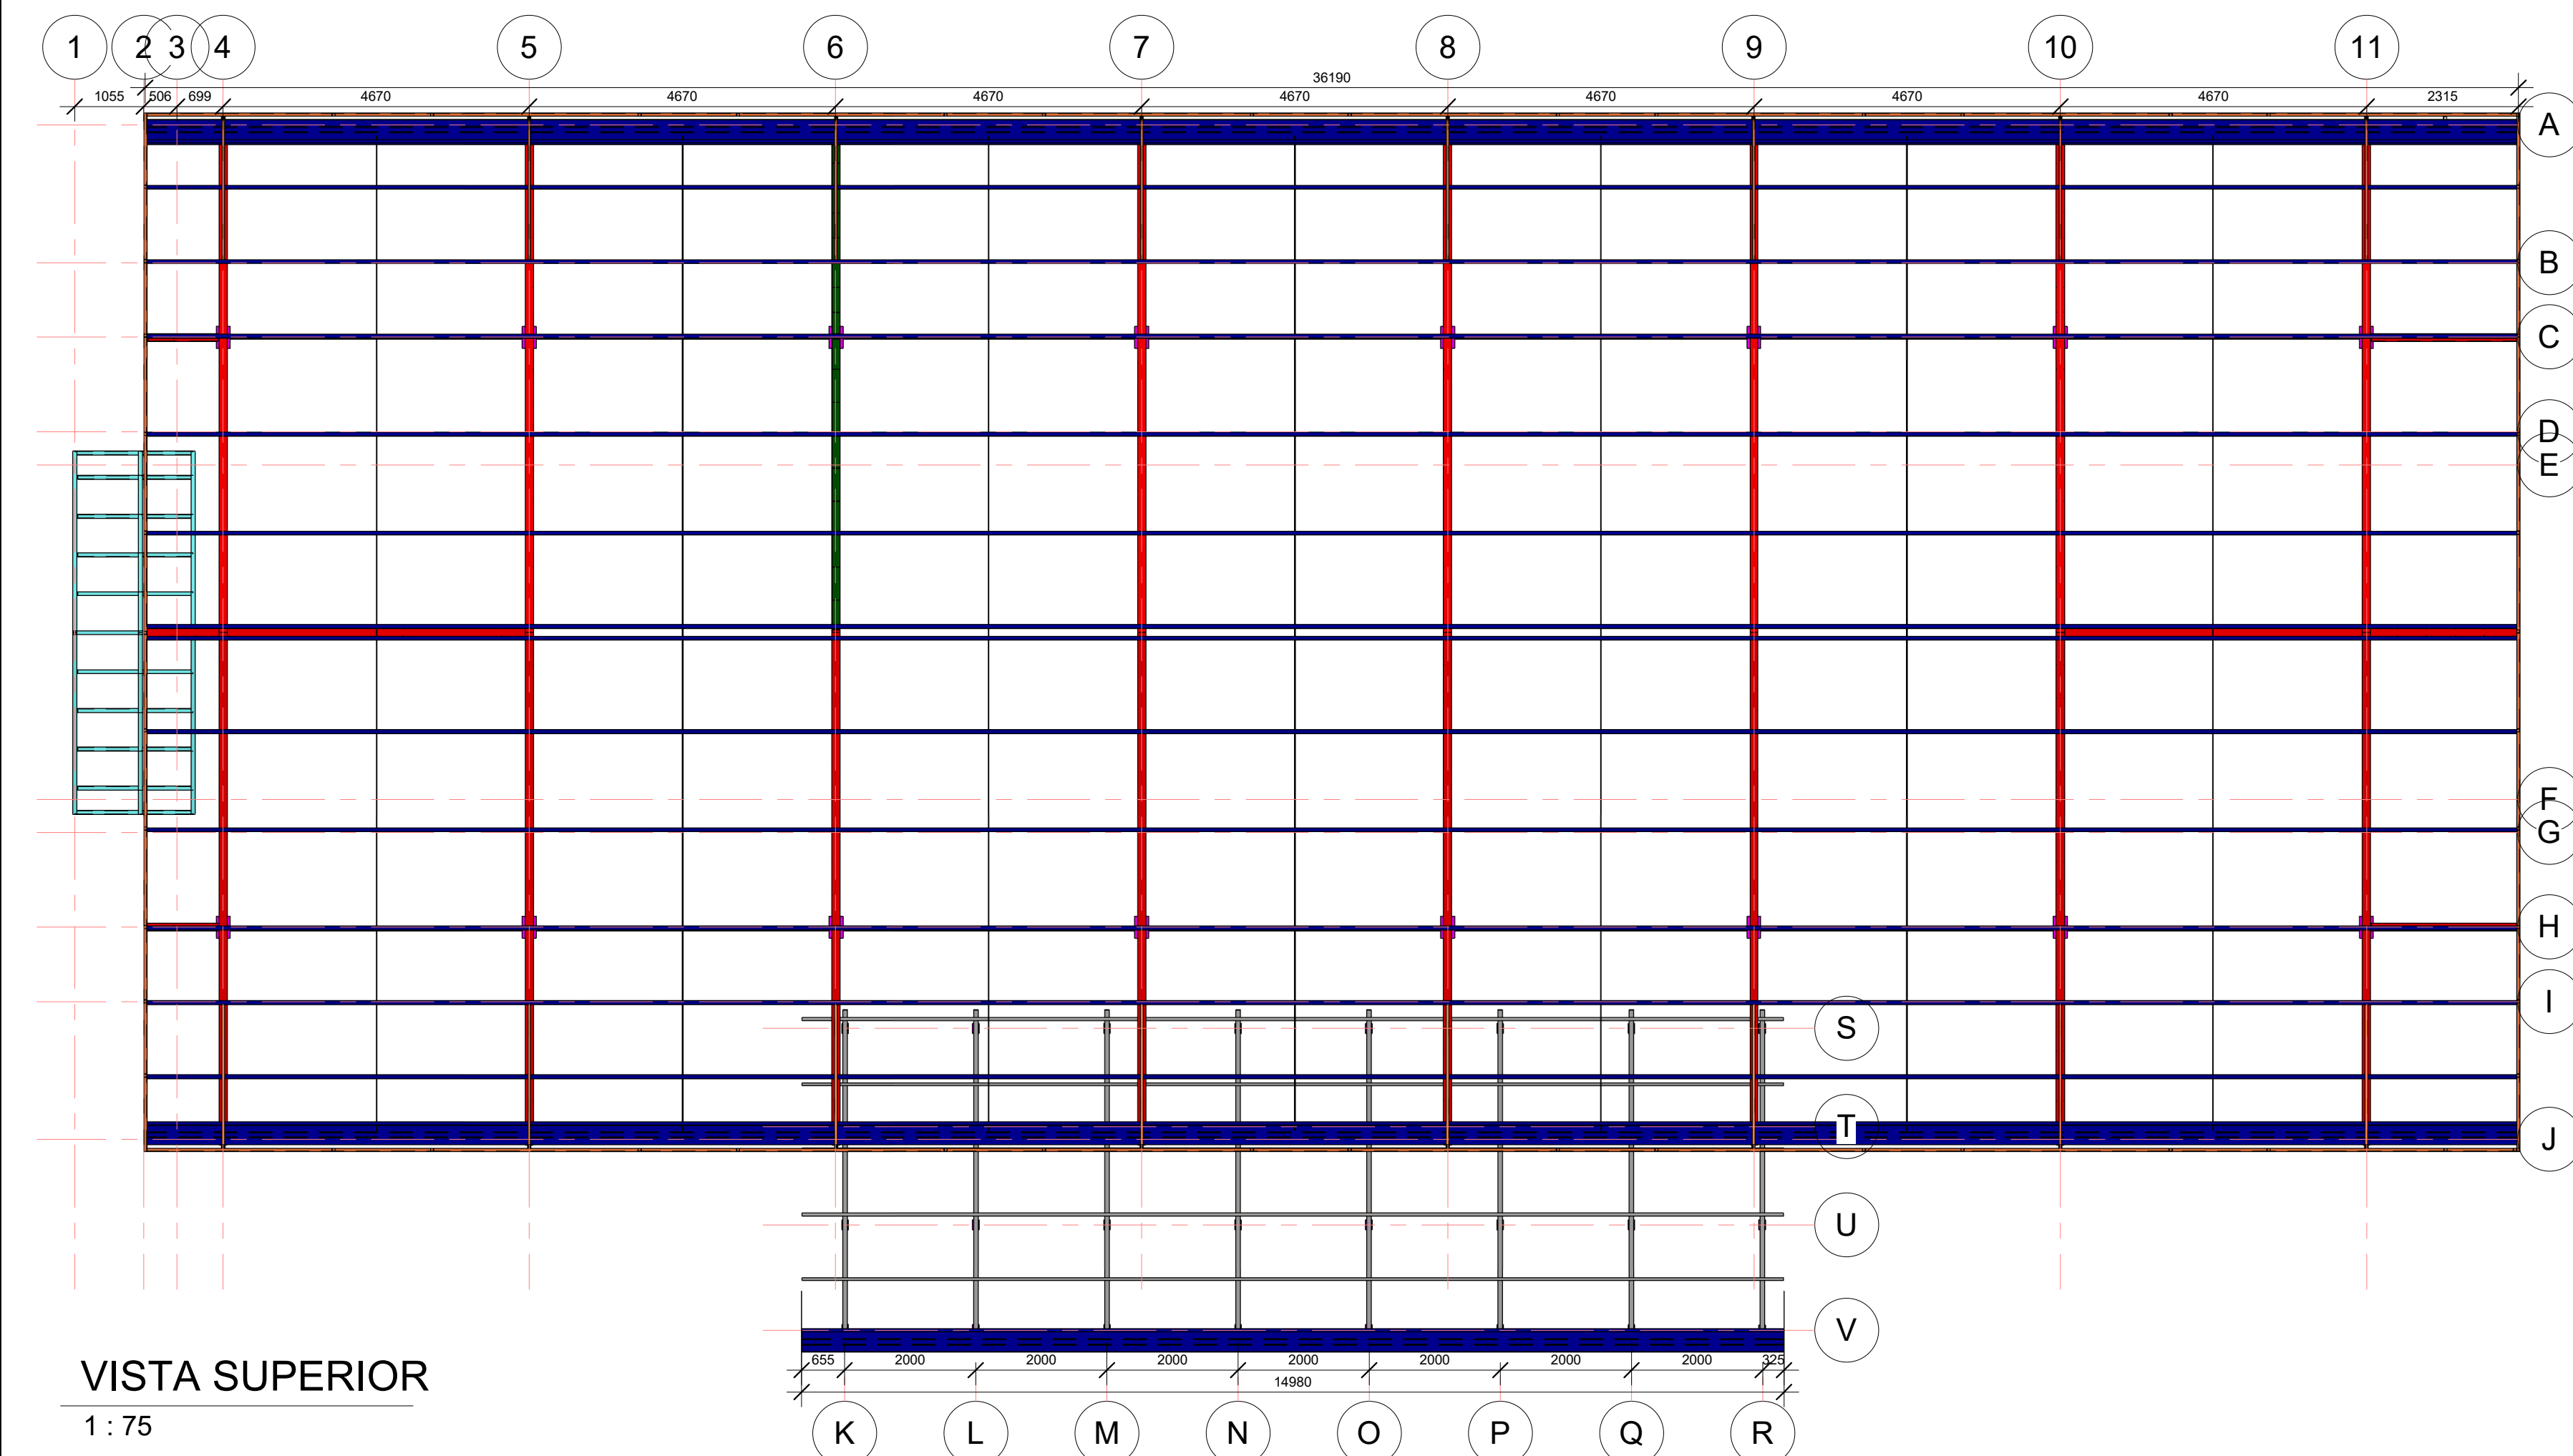 1 2 3 4 5 6 7 8 9 10 11
36190
1055 506 699 4670 4670 4670 4670 4670 4670 4670 2315
A
B
C
D
E
F
G
H
I
S
T
J
U
V
655 2000 2000 2000 2000 2000 2000 2000 325
14980
VISTA SUPERIOR
1 : 75
K L M N O P Q R